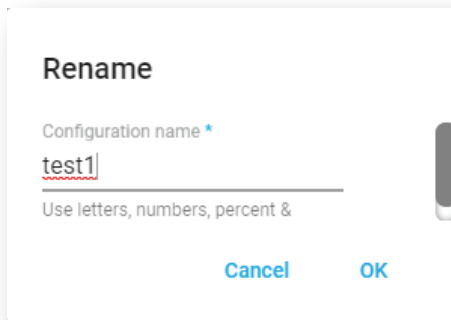 Rename
Configuration name *
test1
Use letters, numbers, percent &
Cancel OK